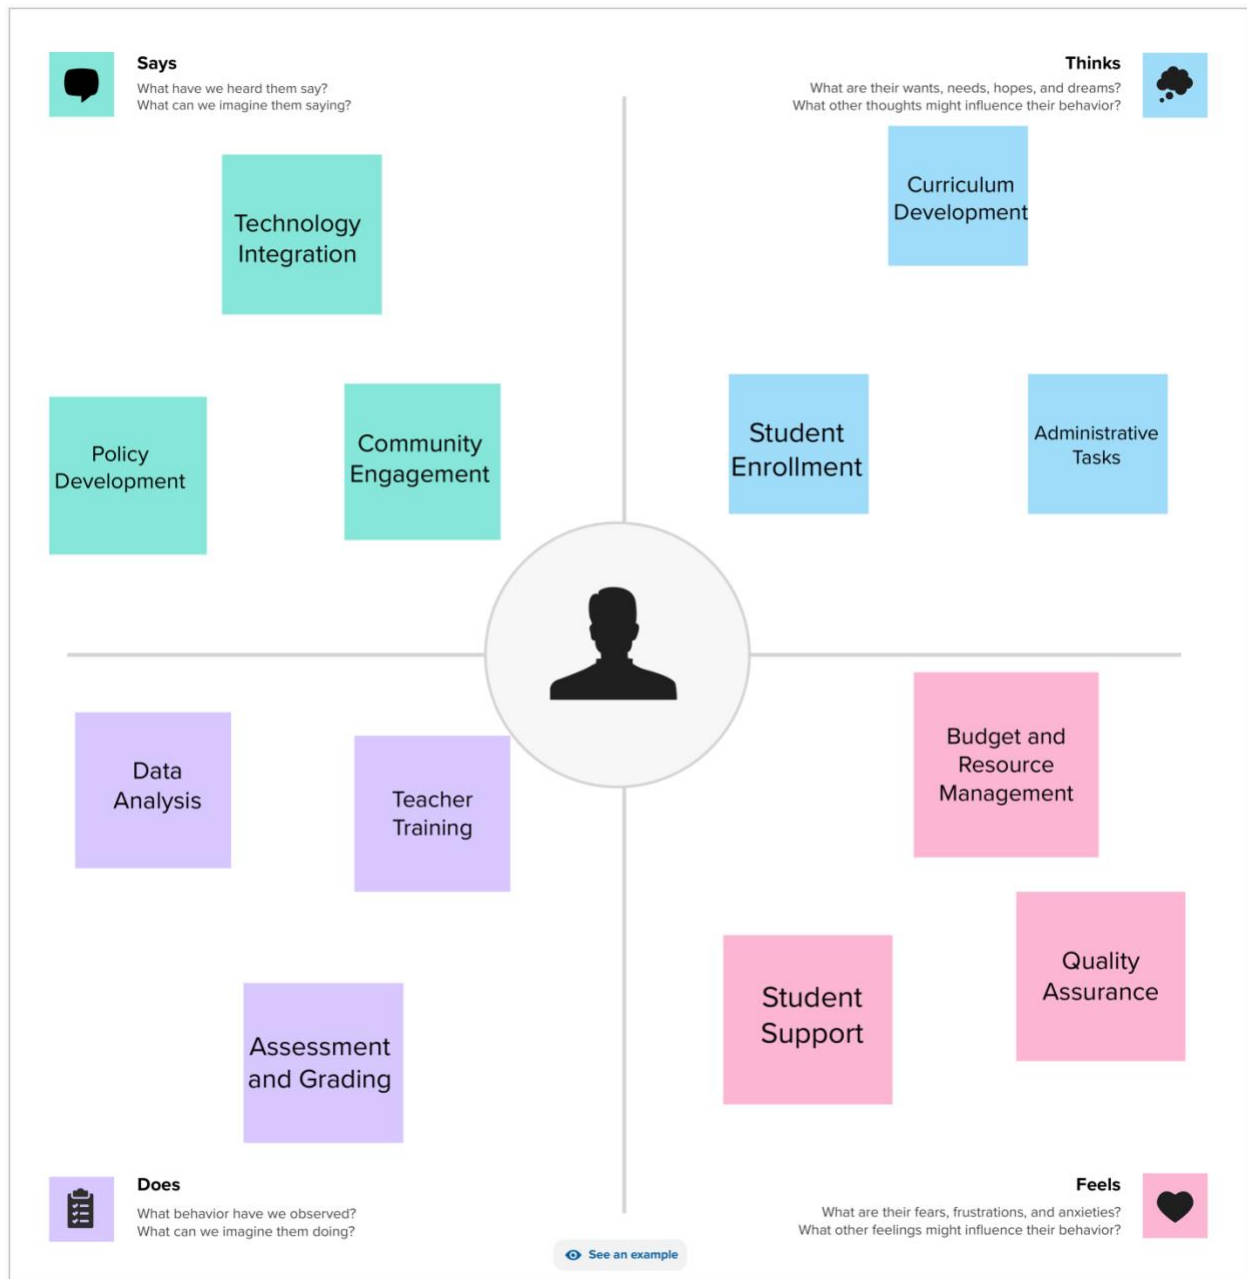 Says
What have we heard them say?
What can we imagine them saying?
Thinks
What are their wants, needs, hopes, and dreams?
What other thoughts might influence their behavior?
Technology
Integration
Curriculum
Development
Policy
Development
Community
Engagement
Student
Enrollment
Administrative
Tasks
Data
Analysis
Teacher
Training
Budget and
Resource
Management
Assessment
and Grading
Student
Support
Quality
Assurance
Does
What behavior have we observed?
What can we imagine them doing?
Feels
What are their fears, frustrations, and anxieties?
What other feelings might influence their behavior?
See an example